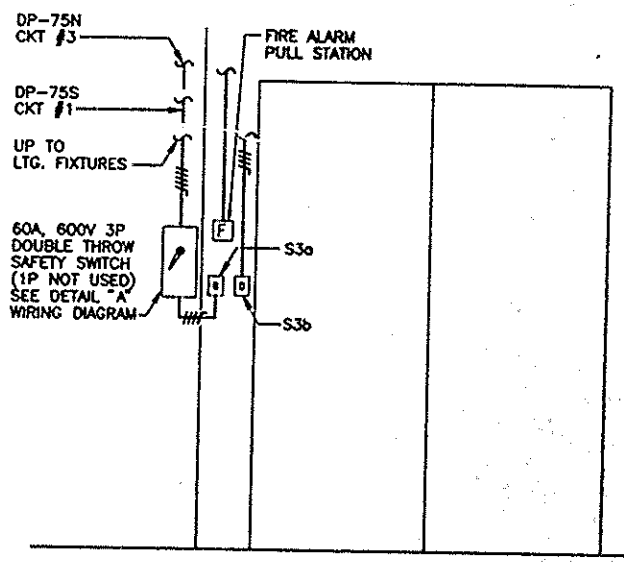 DP-75N
CKT #3
FIRE ALARM
PULL STATION
DP-75S
CKT #1
UP TO
LTG. FIXTURES
F
60A, 600V 3P
DOUBLE THROW
SAFETY SWITCH
(1P NOT USED)
SEE DETAIL "A"
WIRING DIAGRAM
S3a
S3b